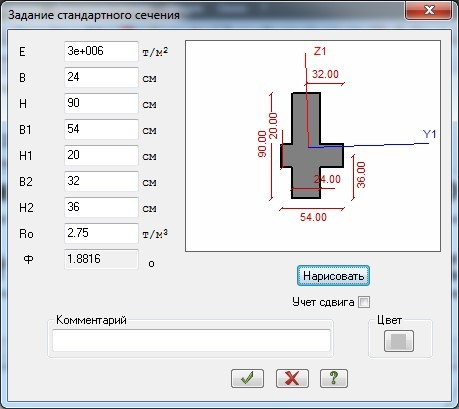 Задание стандартного сечения
E 3e+006 т/м²
B 24 см
H 90 см
B1 54 см
H1 20 см
B2 32 см
H2 36 см
Ro 2.75 т/м³
Ф 1.8816 о
Z1
32.00
Y1
90.00
20.00
24.00
36.00
54.00
Нарисовать
Учет сдвига
Комментарий
Цвет
?